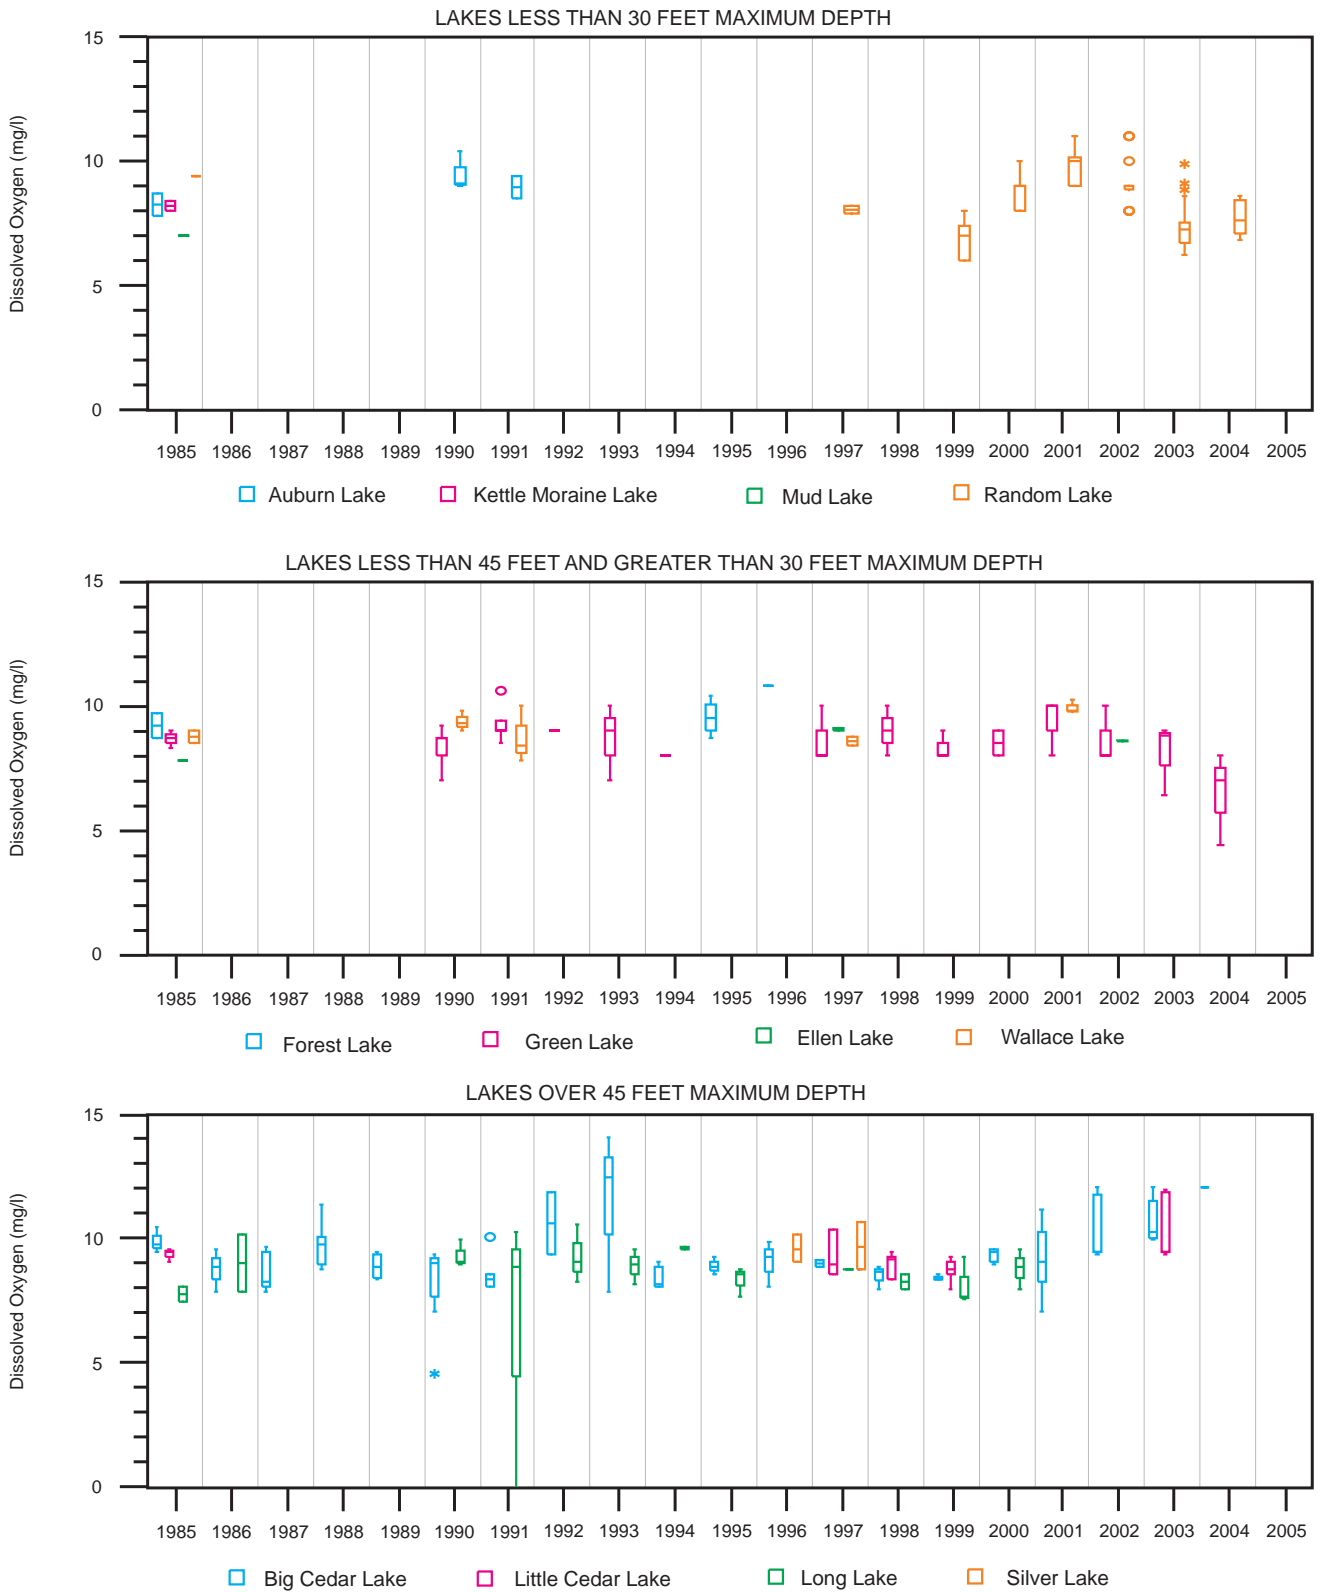 LAKES LESS THAN 30 FEET MAXIMUM DEPTH
15
10
5
0
Dissolved Oxygen (mg/l)
1985 1986 1987 1988 1989 1990 1991 1992 1993 1994 1995 1996 1997 1998 1999 2000 2001 2002 2003 2004 2005
Auburn Lake Kettle Moraine Lake Mud Lake Random Lake
LAKES LESS THAN 45 FEET AND GREATER THAN 30 FEET MAXIMUM DEPTH
15
10
5
0
Dissolved Oxygen (mg/l)
1985 1986 1987 1988 1989 1990 1991 1992 1993 1994 1995 1996 1997 1998 1999 2000 2001 2002 2003 2004 2005
Forest Lake Green Lake Ellen Lake Wallace Lake
LAKES OVER 45 FEET MAXIMUM DEPTH
15
10
5
0
Dissolved Oxygen (mg/l)
1985 1986 1987 1988 1989 1990 1991 1992 1993 1994 1995 1996 1997 1998 1999 2000 2001 2002 2003 2004 2005
Big Cedar Lake Little Cedar Lake Long Lake Silver Lake